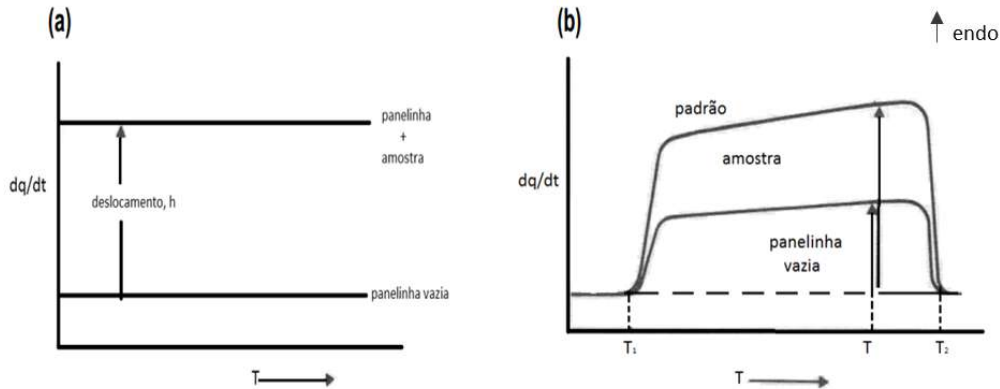 (a)
panelinha
+
amostra
dq/dt
deslocamento, h
panelinha vazia
T
(b)
endo
padrão
amostra
dq/dt
panelinha
vazia
T₁
T
T₂
T